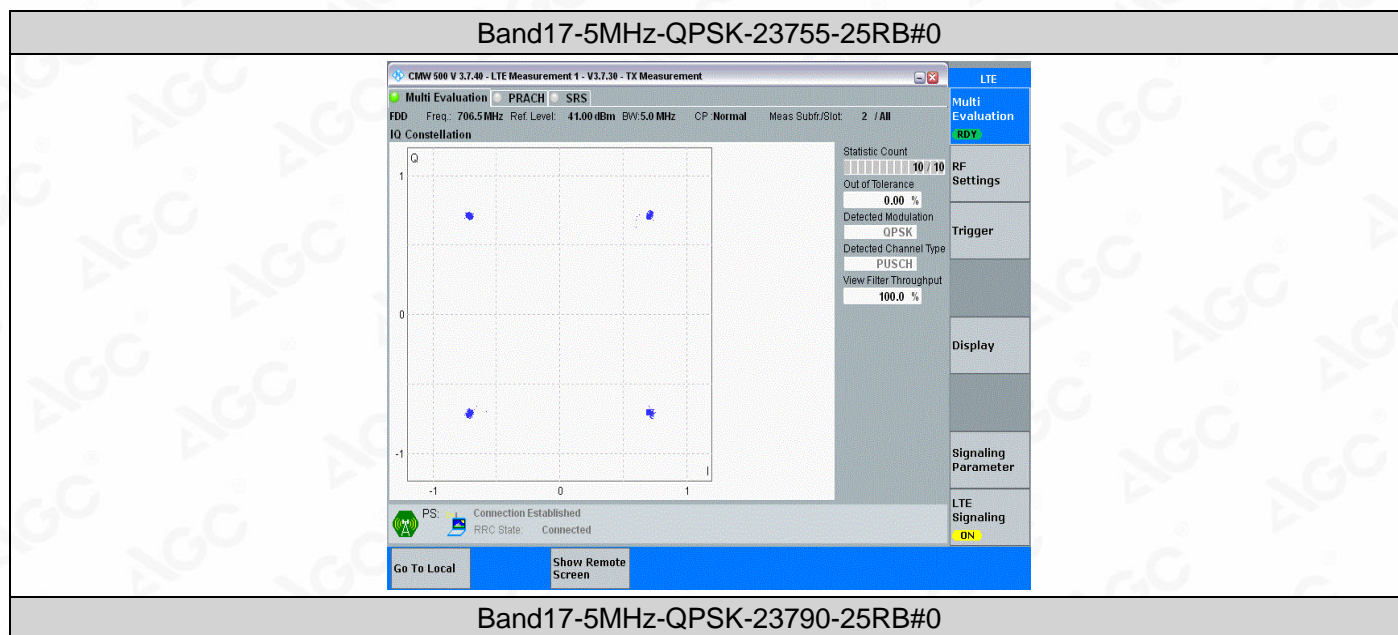 Band17-5MHz-QPSK-23755-25RB#0
CMW 500 V 3.7.40 - LTE Measurement 1 - V3.7.30 - TX Measurement
LTE
Multi Evaluation PRACH SRS
FDD Freq.: 706.5 MHz Ref. Level: 41.00 dBm BW: 5.0 MHz CP : Normal Meas Subfr./Slot: 2 / All
Multi
Evaluation
RDY
IQ Constellation
Q
1
0
-1
-1 0 1
I
Statistic Count
10 / 10
Out of Tolerance
0.00 %
Detected Modulation
QPSK
Detected Channel Type
PUSCH
View Filter Throughput
100.0 %
RF
Settings
Trigger
Display
Signaling
Parameter
LTE
Signaling
ON
PS: Connection Established
RRC State: Connected
Go To Local
Show Remote
Screen
Band17-5MHz-QPSK-23790-25RB#0
AGC